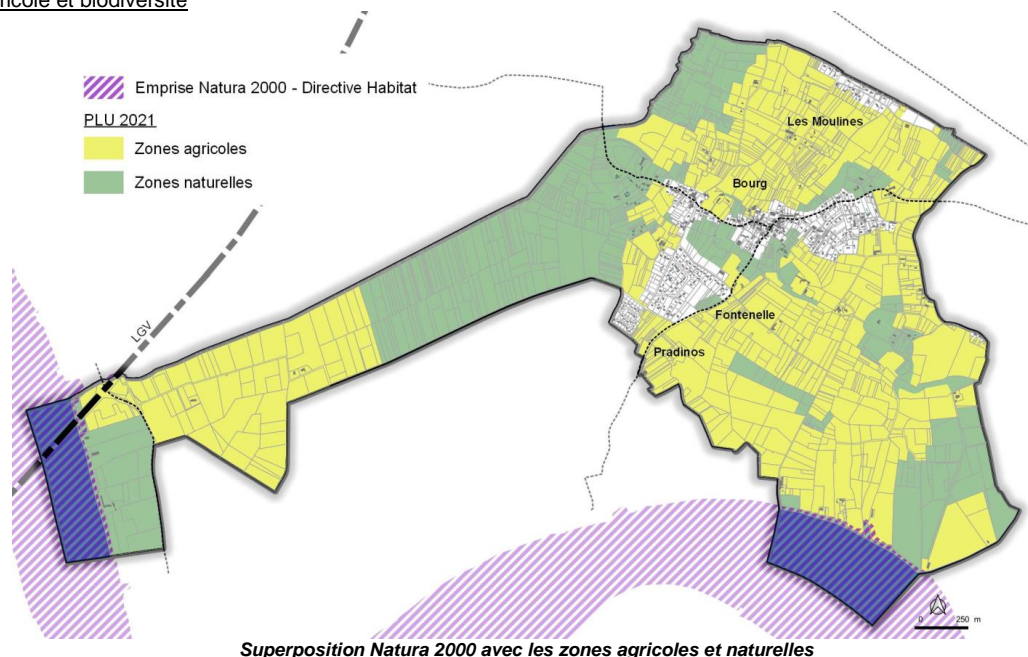 icole et biodiversité
Emprise Natura 2000 - Directive Habitat
PLU 2021
Zones agricoles
Zones naturelles
Les Moulines
Bourg
LGV
Fontenelle
Pradinos
0 250 m
Superposition Natura 2000 avec les zones agricoles et naturelles